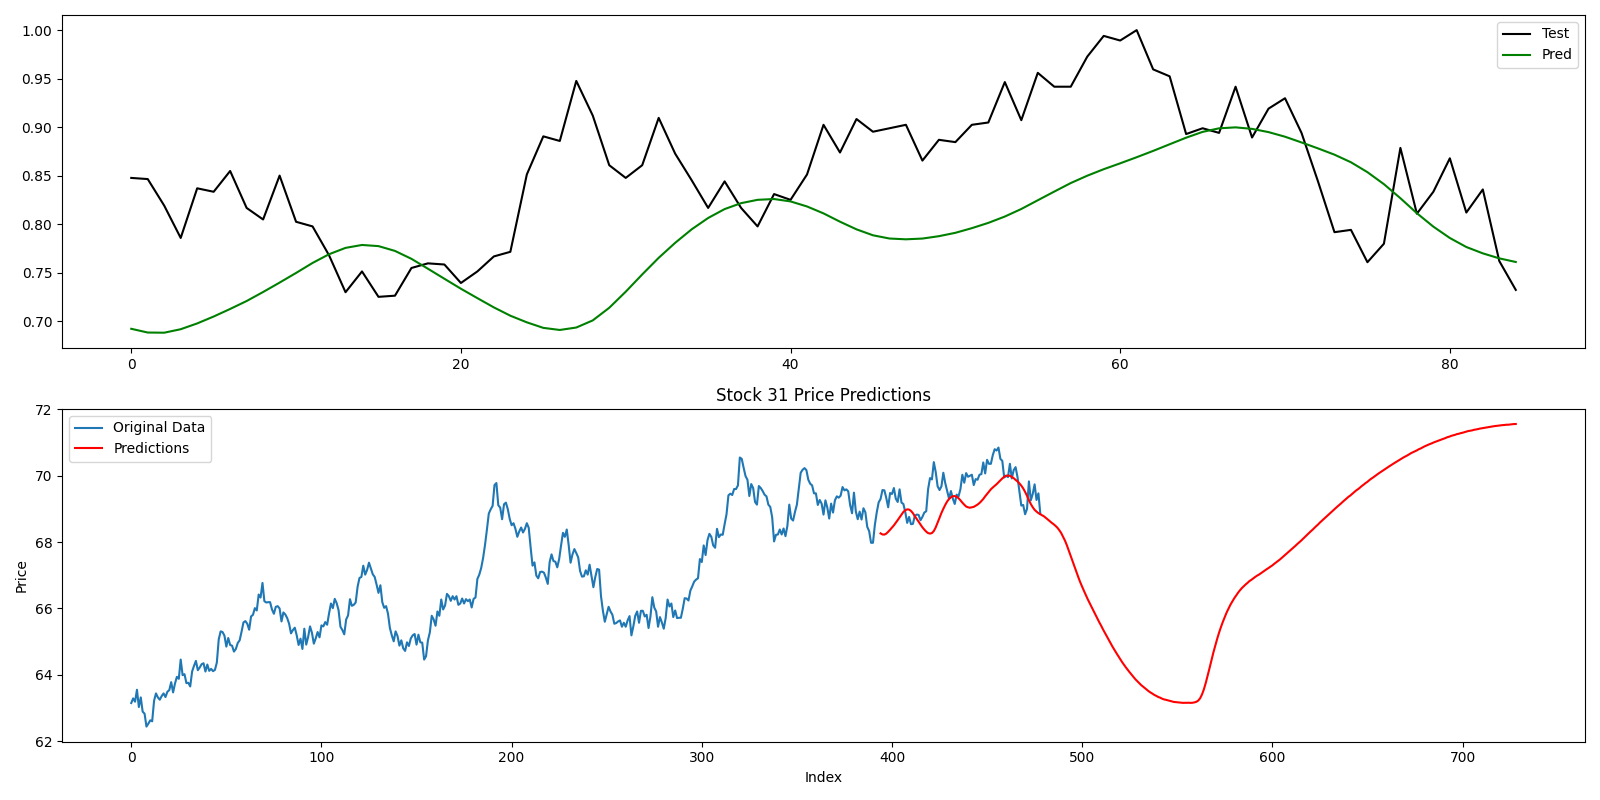 1.00
0.95
0.90
0.85
0.80
0.75
0.70
Test
Pred
0 20 40 60 80
Stock 31 Price Predictions
72
70
68
66
64
62
Price
Original Data
Predictions
0 100 200 300 400 500 600 700
Index